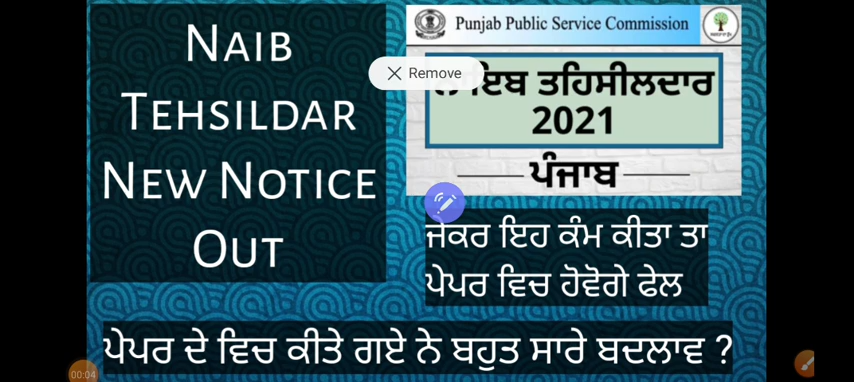 Naib
Tehsildar
New Notice
Out
Punjab Public Service Commission
Remove
ਤਹਿਸੀਲਦਾਰ
2021
ਪੰਜਾਬ
ਜੇਕਰ ਇਹ ਕੰਮ ਕੀਤਾ ਤਾ
ਪੇਪਰ ਵਿਚ ਹੋਵੋਗੇ ਫੇਲ
ਪੇਪਰ ਦੇ ਵਿਚ ਕੀਤੇ ਗਏ ਨੇ ਬਹੁਤ ਸਾਰੇ ਬਦਲਾਵ ?
00:04